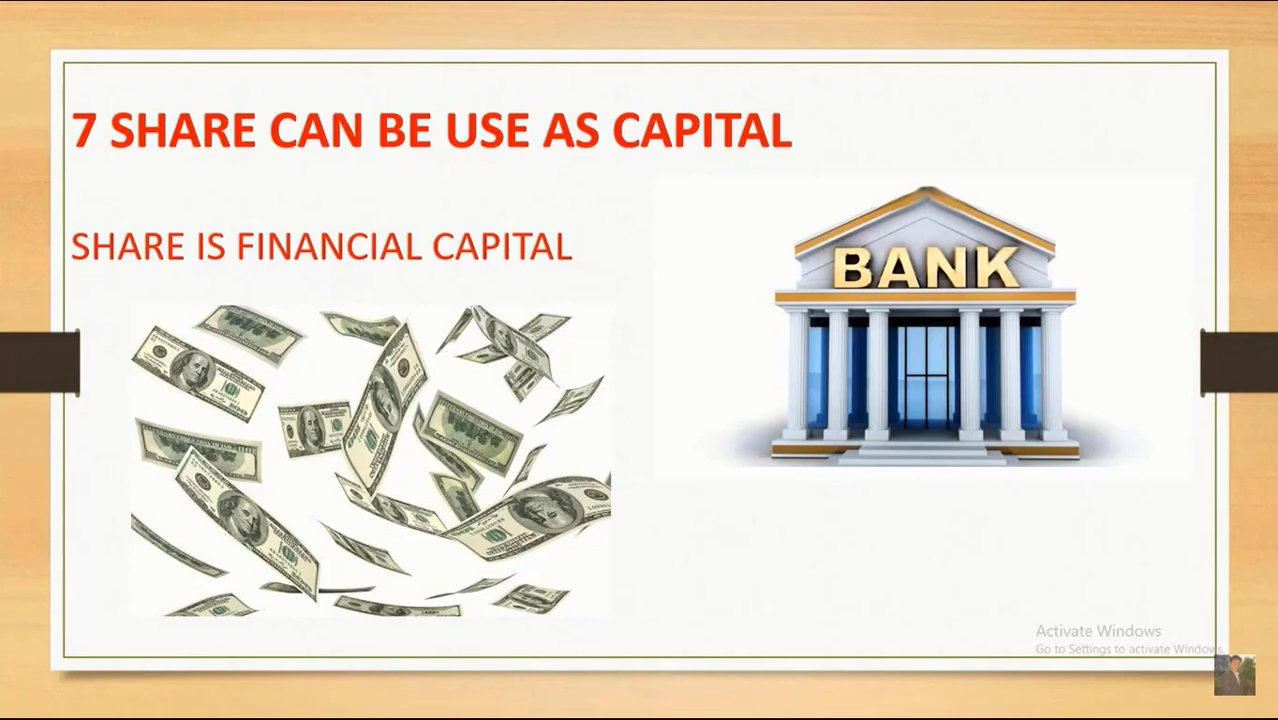 7 SHARE CAN BE USE AS CAPITAL
SHARE IS FINANCIAL CAPITAL
BANK
Activate Windows
Go to Settings to activate Windows.